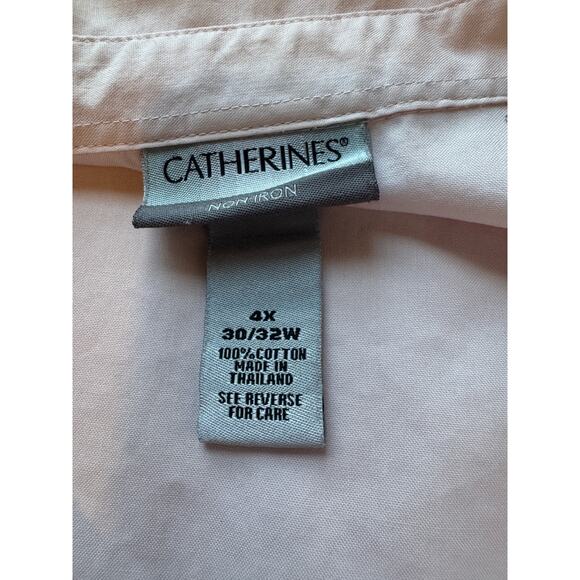 CATHERINES®
NON IRON
4X
30/32W
100% COTTON
MADE IN
THAILAND
SEE REVERSE
FOR CARE